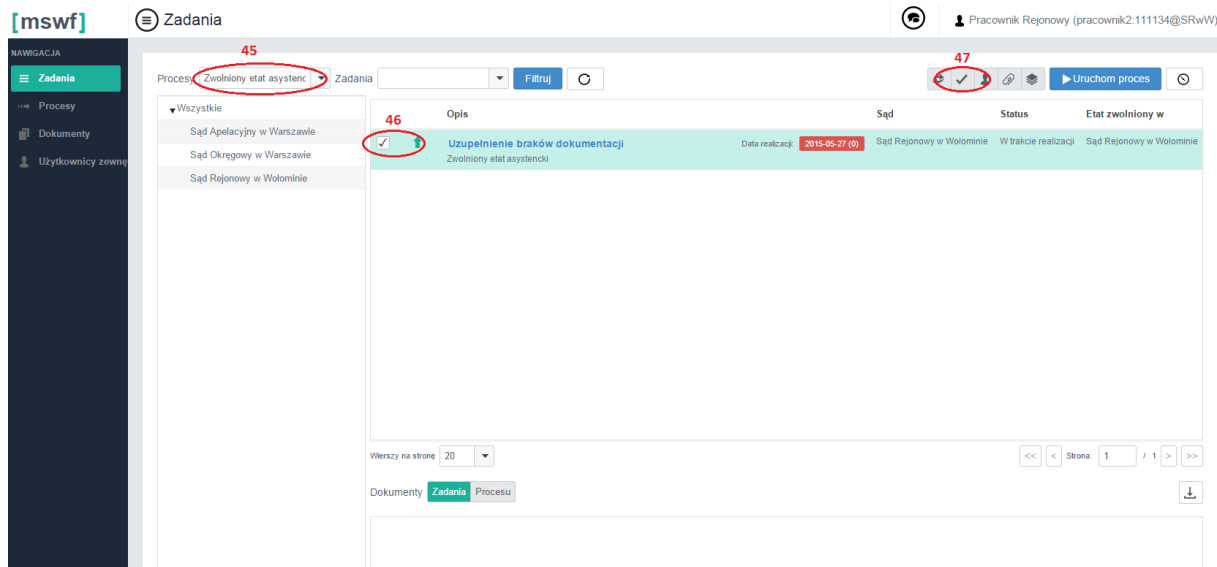 [mswf]
Zadania
Pracownik Rejonowy (pracownik2:111134@SRwW)
NAWIGACJA
Zadania
Procesy
Dokumenty
Użytkownicy zewnę
45
46
47
Procesy Zwolniony etat asystenc Zadania Filtruj Uruchom proces
Wszystkie
Sąd Apelacyjny w Warszawie
Sąd Okręgowy w Warszawie
Sąd Rejonowy w Wołominie
Opis Sąd Status Etat zwolniony w
Uzupełnienie braków dokumentacji Data realizacji: 2015-05-27 (0) Sąd Rejonowy w Wołominie W trakcie realizacji Sąd Rejonowy w Wołominie
Zwolniony etat asystencki
Wierszy na stronę 20 << < Strona: 1 / 1 > >>
Dokumenty Zadania Procesu